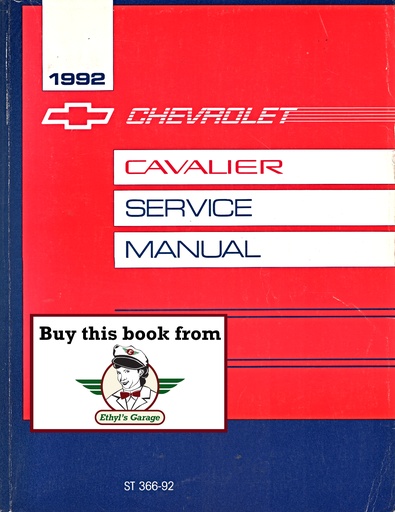 1992
CHEVROLET
CAVALIER
SERVICE
MANUAL
Buy this book from
Ethyl's Garage
ST 366-92